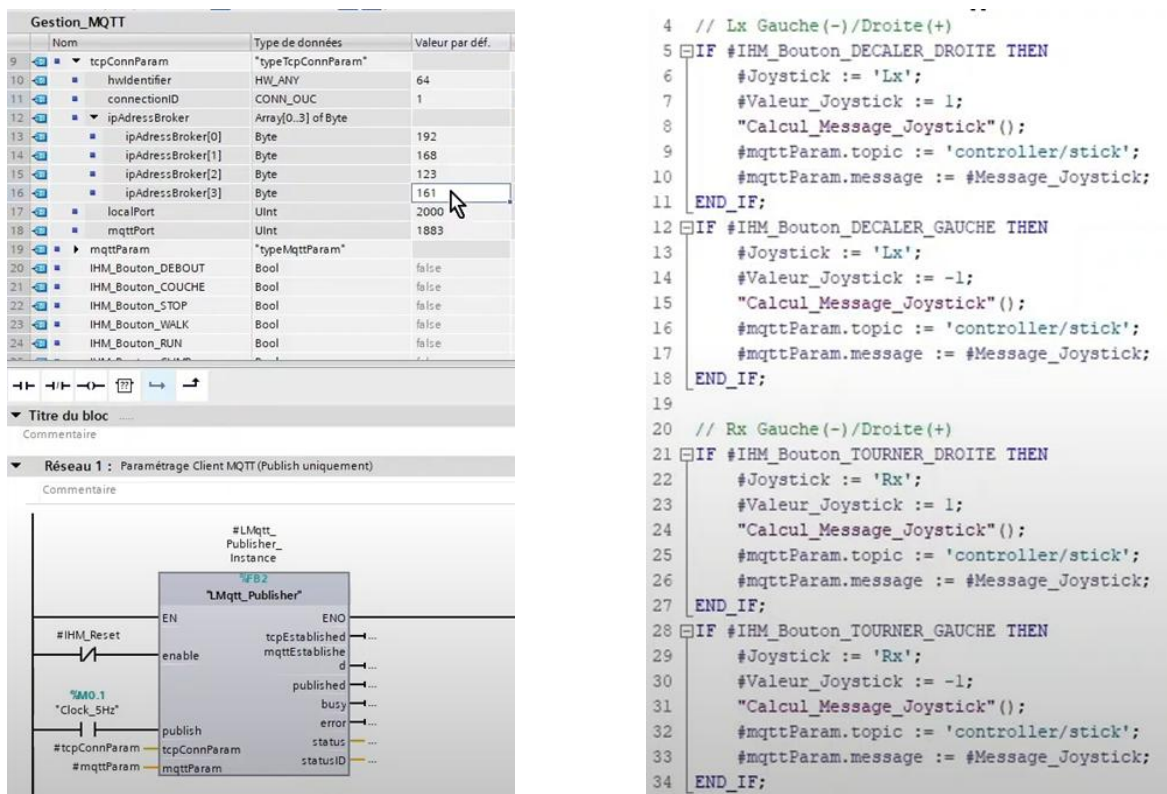 Gestion_MQTT
Nom Type de données Valeur par déf.
9 tcpConnParam "typeTcpConnParam"
10 hwIdentifier HW_ANY 64
11 connectionID CONN_OUC 1
12 ipAdressBroker Array[0..3] of Byte
13 ipAdressBroker[0] Byte 192
14 ipAdressBroker[1] Byte 168
15 ipAdressBroker[2] Byte 123
16 ipAdressBroker[3] Byte 161
17 localPort UInt 2000
18 mqttPort UInt 1883
19 mqttParam "typeMqttParam"
20 IHM_Bouton_DEBOUT Bool false
21 IHM_Bouton_COUCHE Bool false
22 IHM_Bouton_STOP Bool false
23 IHM_Bouton_WALK Bool false
24 IHM_Bouton_RUN Bool false
??
Titre du bloc .....
Commentaire
Réseau 1 : Paramétrage Client MQTT (Publish uniquement)
Commentaire
#LMqtt_
Publisher_
Instance
%FB2
"LMqtt_Publisher"
EN ENO
#IHM_Reset
enable
tcpEstablished ...
mqttEstablishe
d ...
published ...
busy ...
error ...
status ...
statusID ...
%M0.1
"Clock_5Hz"
publish
#tcpConnParam tcpConnParam
#mqttParam mqttParam
4 // Lx Gauche(-)/Droite(+)
5 IF #IHM_Bouton_DECALER_DROITE THEN
6 #Joystick := 'Lx';
7 #Valeur_Joystick := 1;
8 "Calcul_Message_Joystick"();
9 #mqttParam.topic := 'controller/stick';
10 #mqttParam.message := #Message_Joystick;
11 END_IF;
12 IF #IHM_Bouton_DECALER_GAUCHE THEN
13 #Joystick := 'Lx';
14 #Valeur_Joystick := -1;
15 "Calcul_Message_Joystick"();
16 #mqttParam.topic := 'controller/stick';
17 #mqttParam.message := #Message_Joystick;
18 END_IF;
19
20 // Rx Gauche(-)/Droite(+)
21 IF #IHM_Bouton_TOURNER_DROITE THEN
22 #Joystick := 'Rx';
23 #Valeur_Joystick := 1;
24 "Calcul_Message_Joystick"();
25 #mqttParam.topic := 'controller/stick';
26 #mqttParam.message := #Message_Joystick;
27 END_IF;
28 IF #IHM_Bouton_TOURNER_GAUCHE THEN
29 #Joystick := 'Rx';
30 #Valeur_Joystick := -1;
31 "Calcul_Message_Joystick"();
32 #mqttParam.topic := 'controller/stick';
33 #mqttParam.message := #Message_Joystick;
34 END_IF;